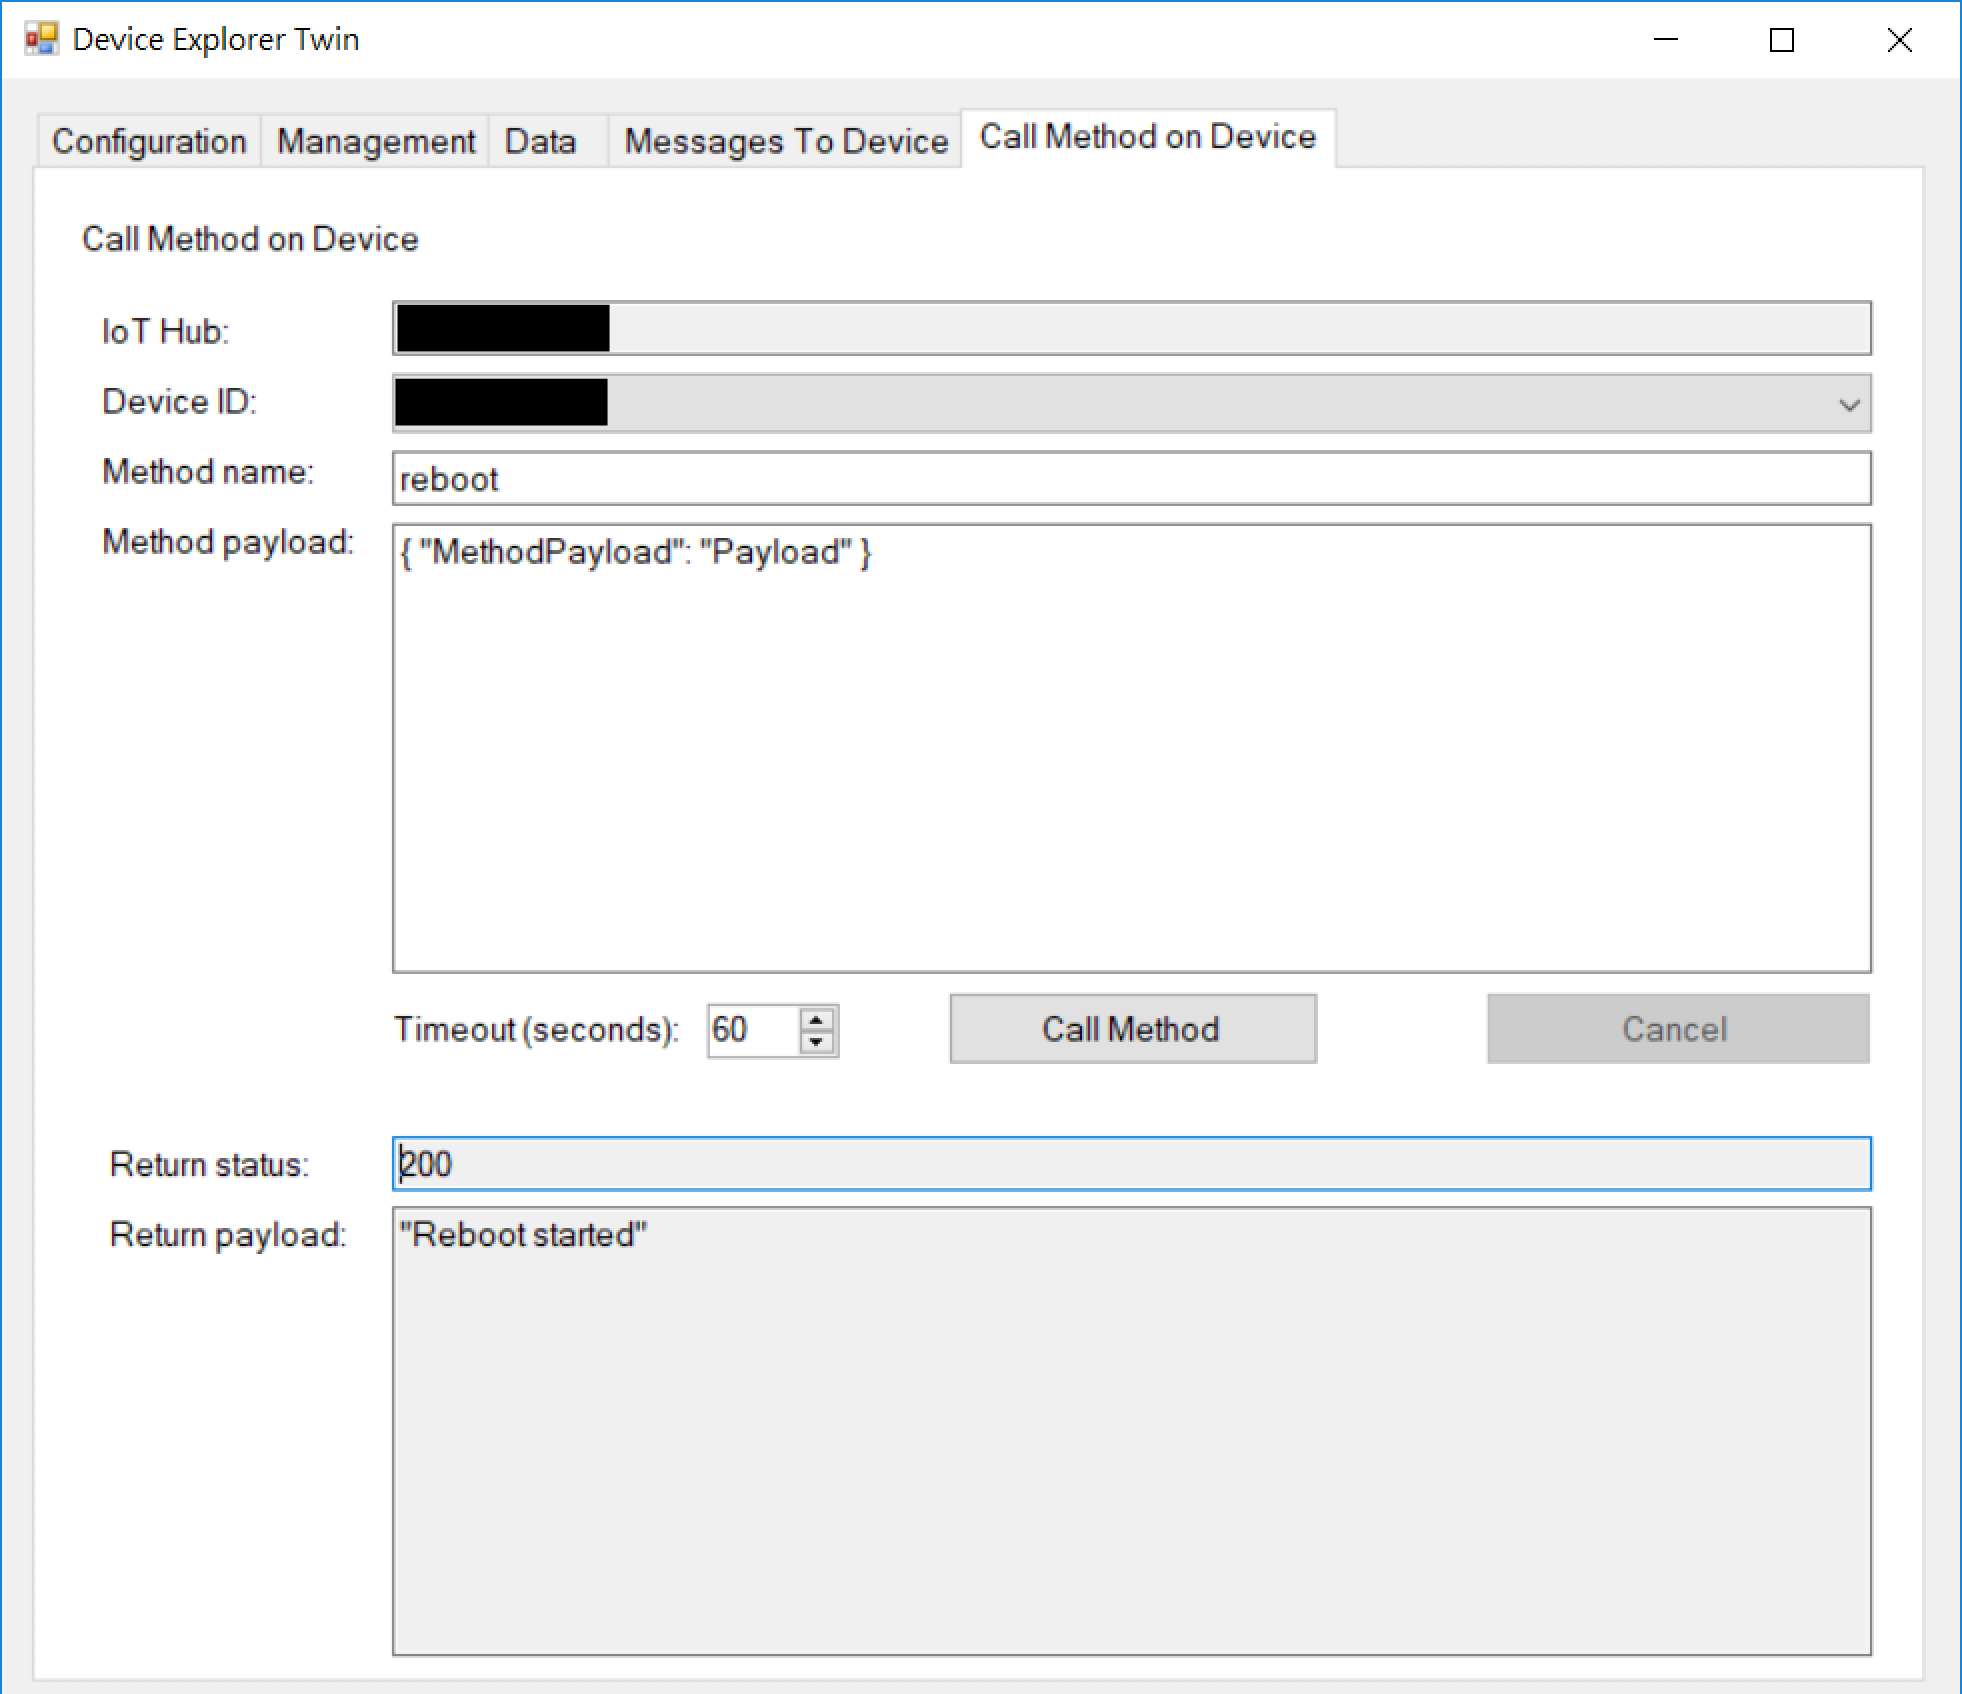 Device Explorer Twin
Configuration Management Data Messages To Device Call Method on Device
Call Method on Device
IoT Hub:
Device ID:
Method name: reboot
Method payload: { "MethodPayload": "Payload" }
Timeout (seconds): 60 Call Method Cancel
Return status: 200
Return payload: "Reboot started"